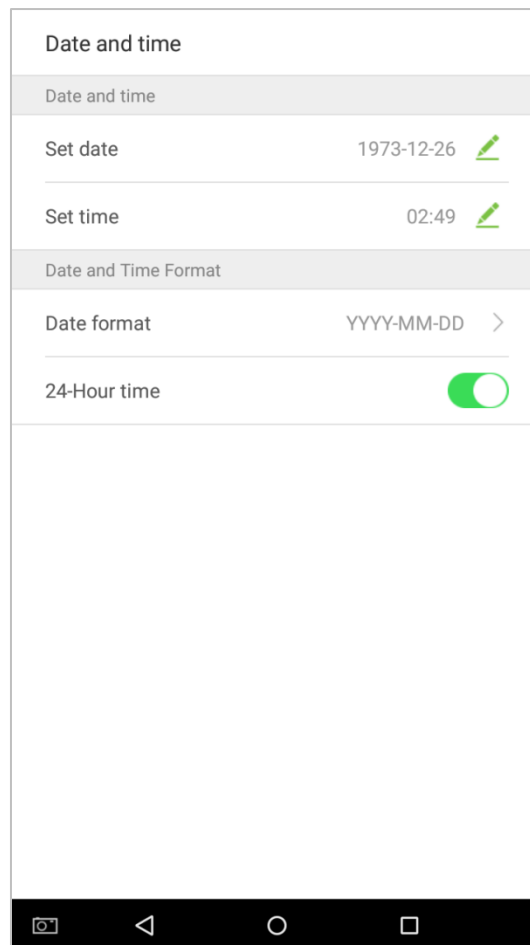 Date and time
Date and time
Set date 1973-12-26
Set time 02:49
Date and Time Format
Date format YYYY-MM-DD
24-Hour time